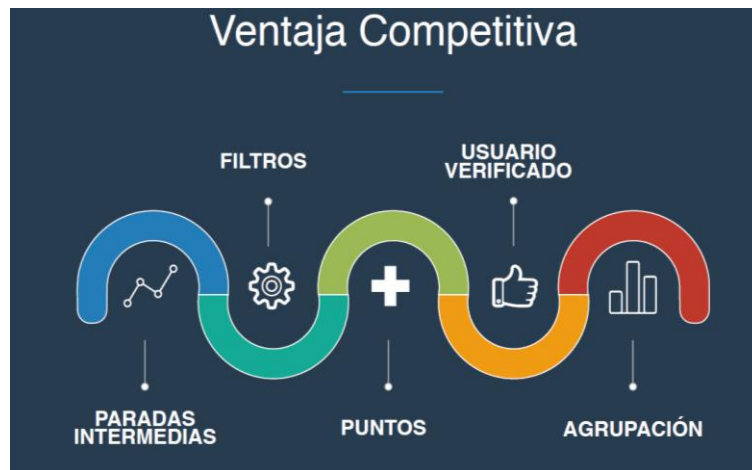 Ventaja Competitiva
FILTROS
USUARIO
VERIFICADO
PARADAS
INTERMEDIAS
PUNTOS
AGRUPACIÓN